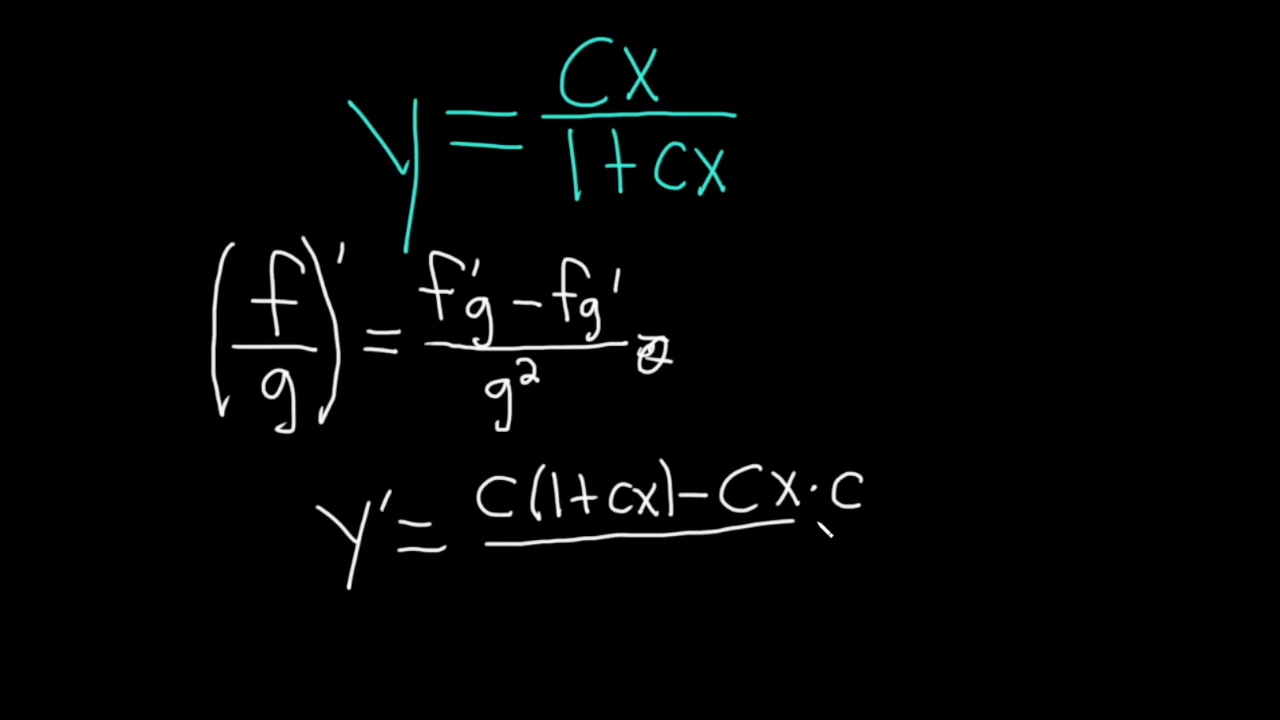 y = Cx / 1+cx
(f/g)' = f'g - fg' / g²
y' = C(1+cx) - Cx · c